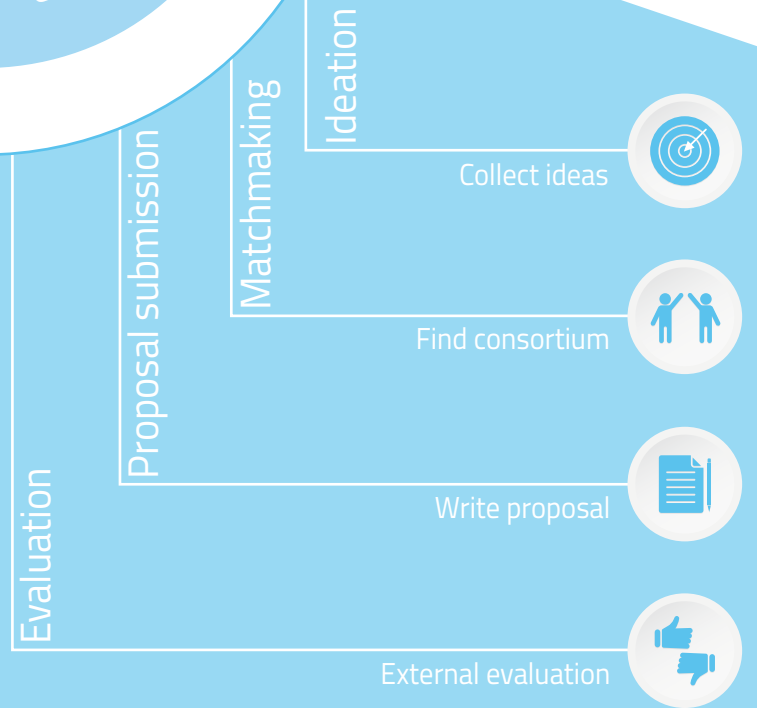 Ideation
Collect ideas
Matchmaking
Find consortium
Proposal submission
Write proposal
Evaluation
External evaluation